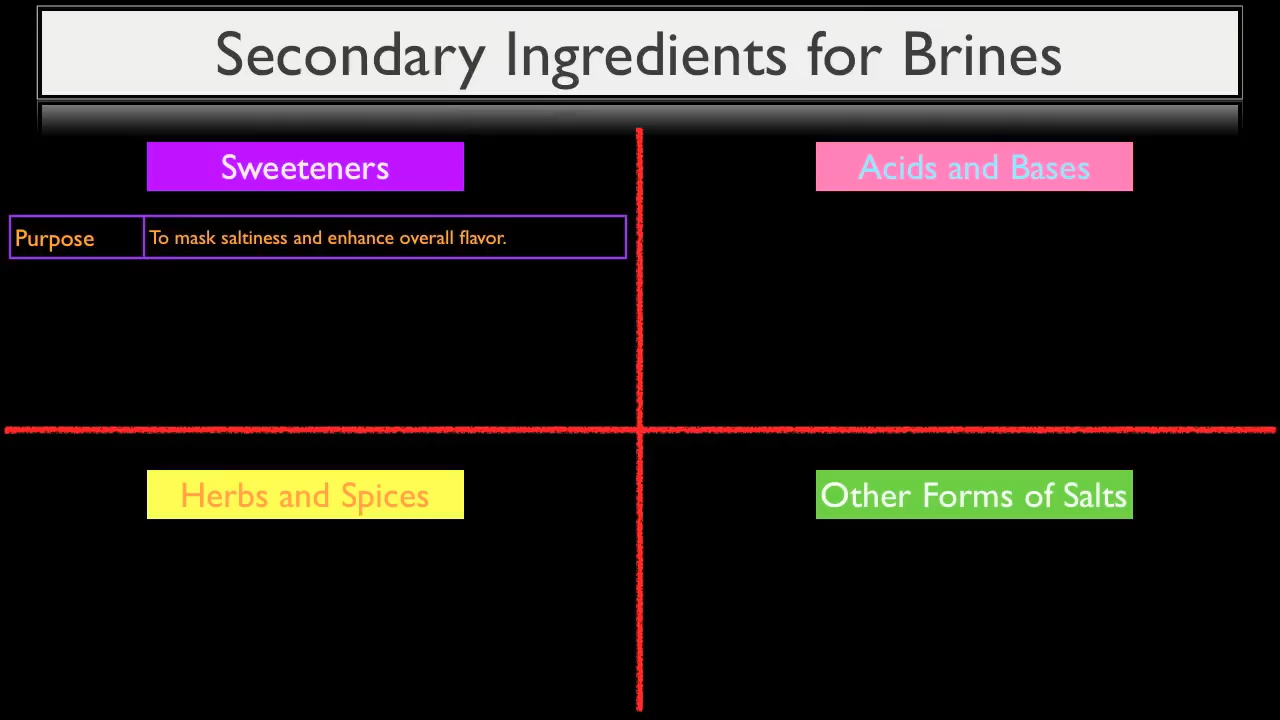 Secondary Ingredients for Brines
Sweeteners
Acids and Bases
Purpose
To mask saltiness and enhance overall flavor.
Herbs and Spices
Other Forms of Salts